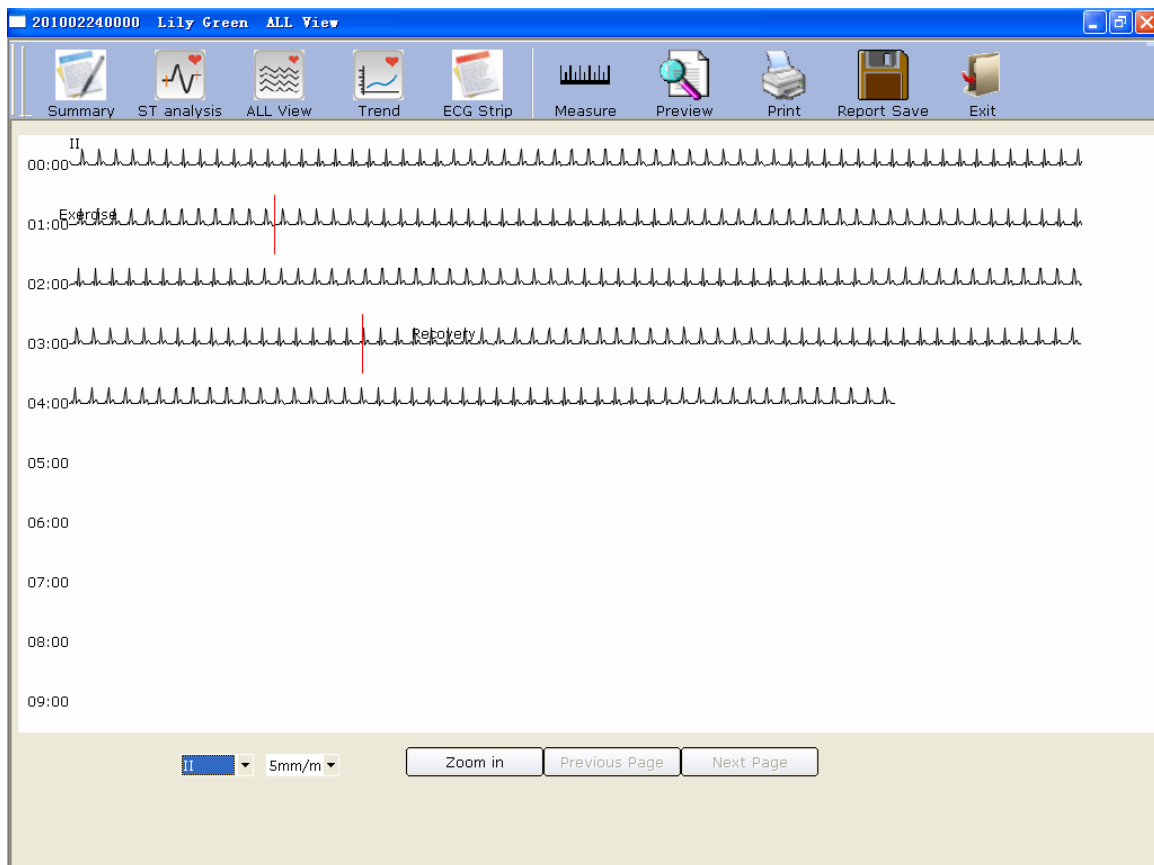 201002240000 Lily Green ALL View
Summary ST analysis ALL View Trend ECG Strip Measure Preview Print Report Save Exit
II
00:00
Exercise
01:00
02:00
Recovery
03:00
04:00
05:00
06:00
07:00
08:00
09:00
II 5mm/m Zoom in Previous Page Next Page